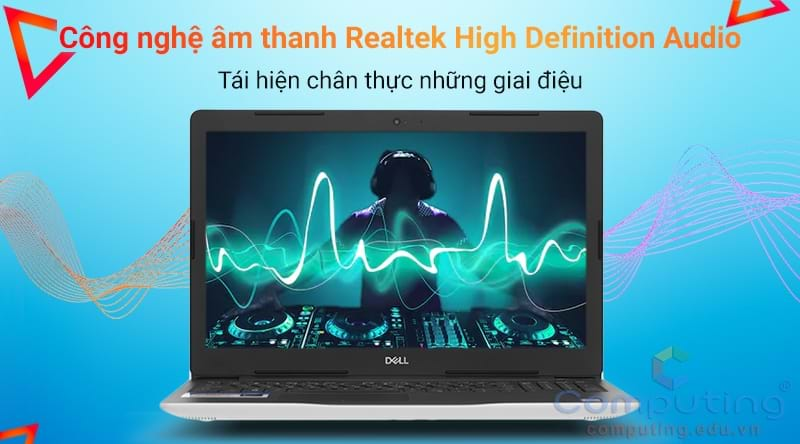 Công nghệ âm thanh Realtek High Definition Audio
Tái hiện chân thực những giai điệu
DELL
Computing®
computing.edu.vn